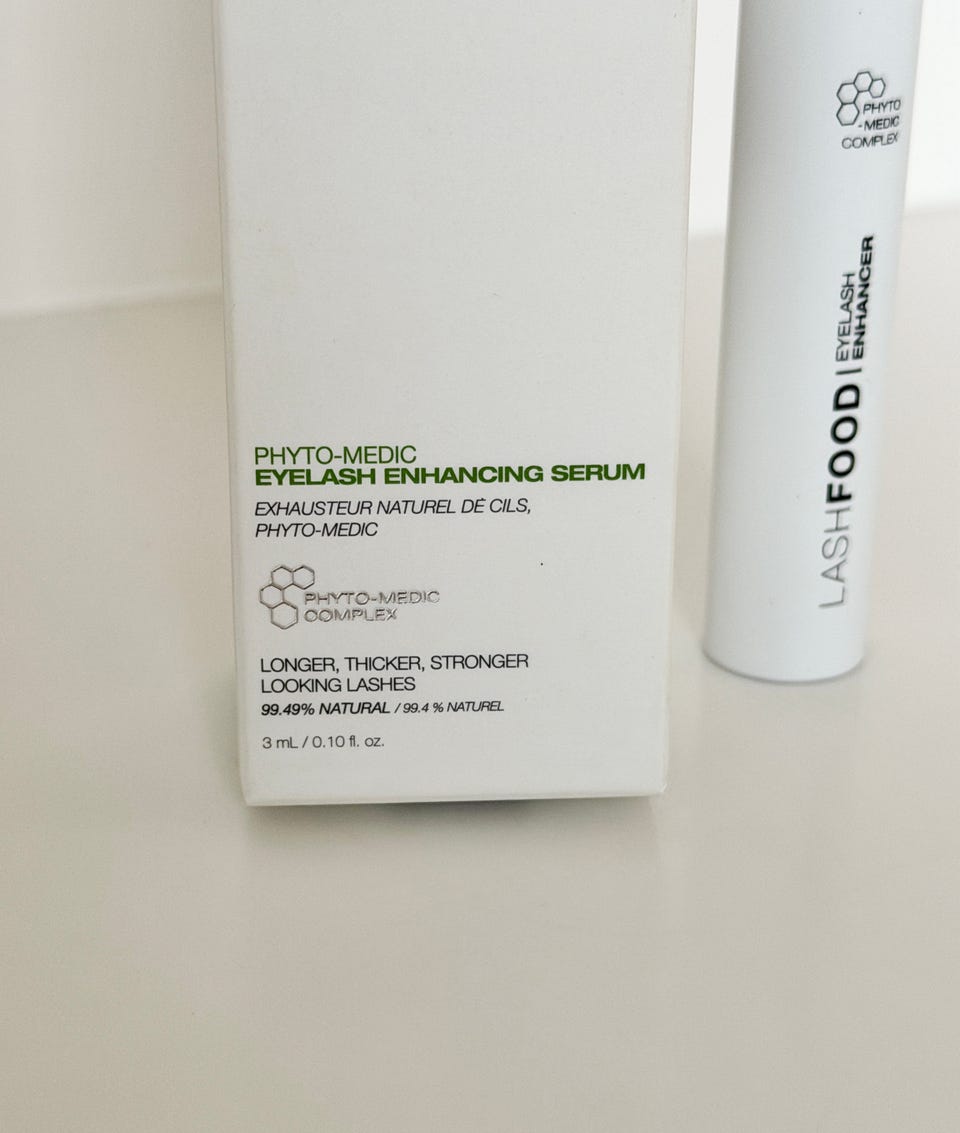 PHYTO-MEDIC
EYELASH ENHANCING SERUM
EXHAUSTEUR NATUREL DE CILS,
PHYTO-MEDIC
PHYTO-MEDIC
COMPLEX
LONGER, THICKER, STRONGER
LOOKING LASHES
99.49% NATURAL / 99.4 % NATUREL
3 mL / 0.10 fl. oz.
PHYTO
-MEDIC
COMPLEX
LASHFOOD | EYELASH
ENHANCER